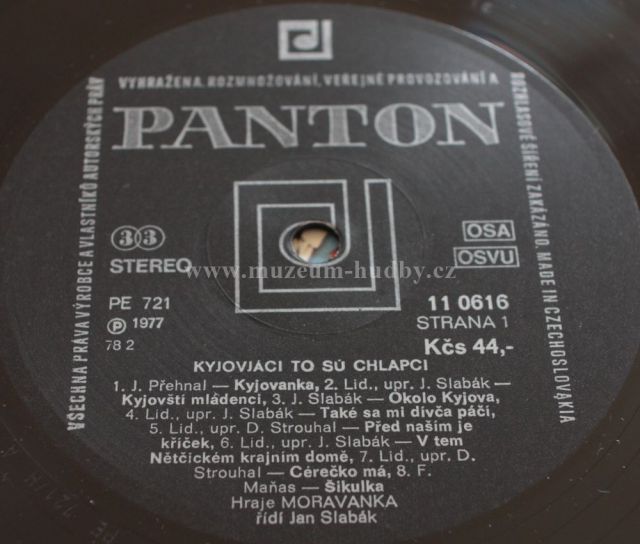 VŠECHNA PRÁVA VÝROBCE A VLASTNÍKŮ AUTORSKÝCH PRÁV
VYHRAŽENA. ROZMNOŽOVÁNÍ, VEŘEJNÉ PROVOZOVÁNÍ A
ROZHLASOVÉ ŠÍŘENÍ ZAKÁZÁNO. MADE IN CZECHOSLOVAKIA
PANTON
33
STEREO
OSA
OSVU
www.muzeum-hudby.cz
PE 721
Ⓟ 1977
78 2
11 0616
STRANA 1
Kčs 44,-
KYJOVJÁCI TO SÚ CHLAPCI
1. J. Přehnal — Kyjovanka, 2. Lid., upr. J. Slabák —
Kyjovští mládenci, 3. J. Slabák — Okolo Kyjova,
4. Lid., upr. J. Slabák — Také sa mi dívča páčí,
5. Lid., upr. D. Strouhal — Před naším je
kříček, 6. Lid., upr. J. Slabák — V tem
Nětčickém krajním domě, 7. Lid., upr. D.
Strouhal — Cérečko má, 8. F.
Maňas — Šikulka
Hraje MORAVANKA
řídí Jan Slabák